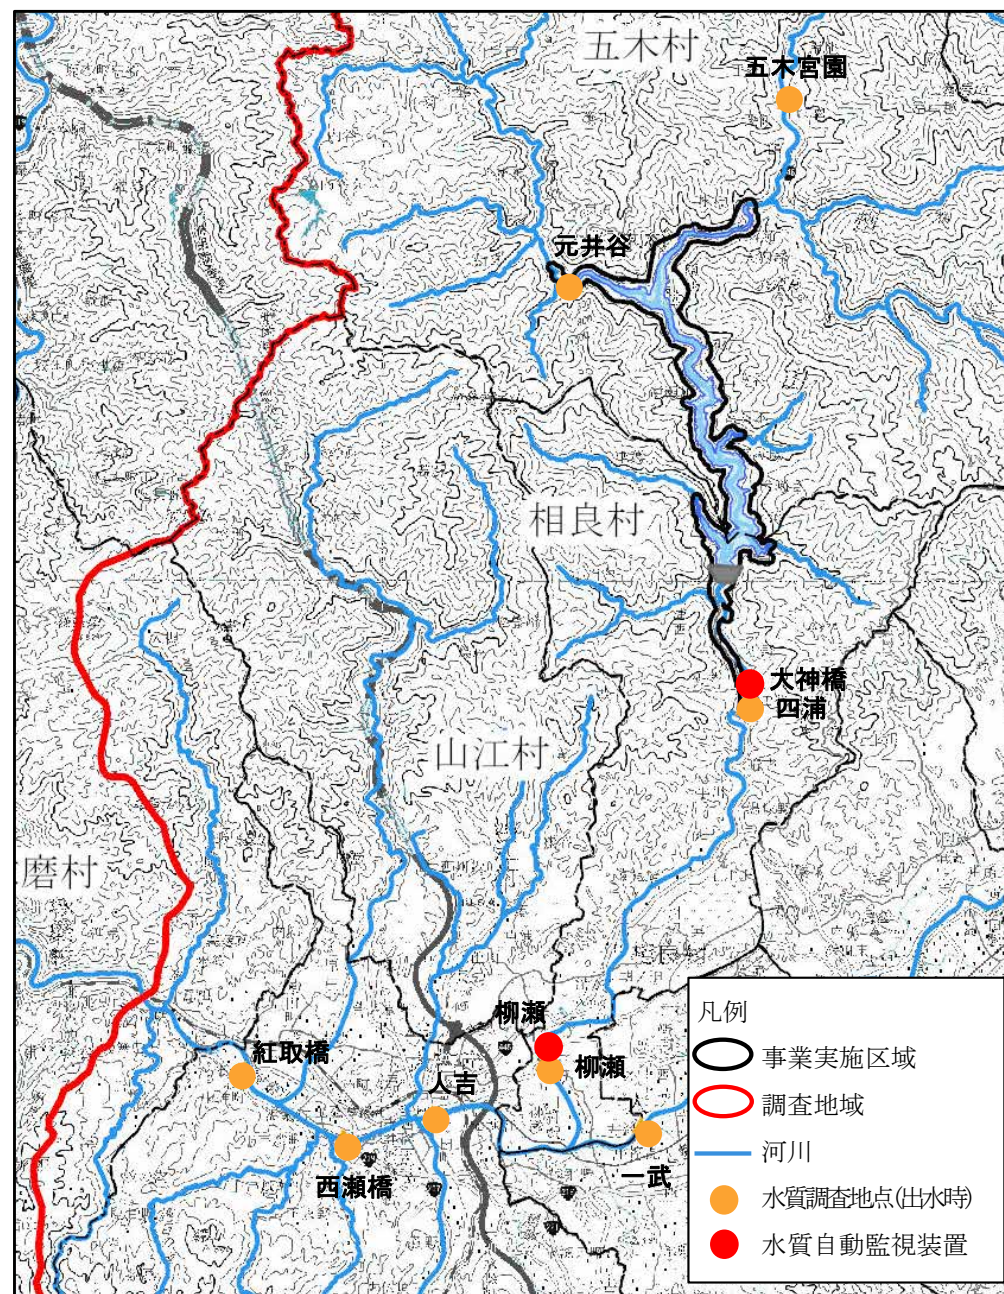 五木村
五木宮園
元井谷
相良村
大神橋
四浦
山江村
磨村
柳瀬
柳瀬
紅取橋
人吉
一武
西瀬橋
凡例
事業実施区域
調査地域
河川
水質調査地点(出水時)
水質自動監視装置